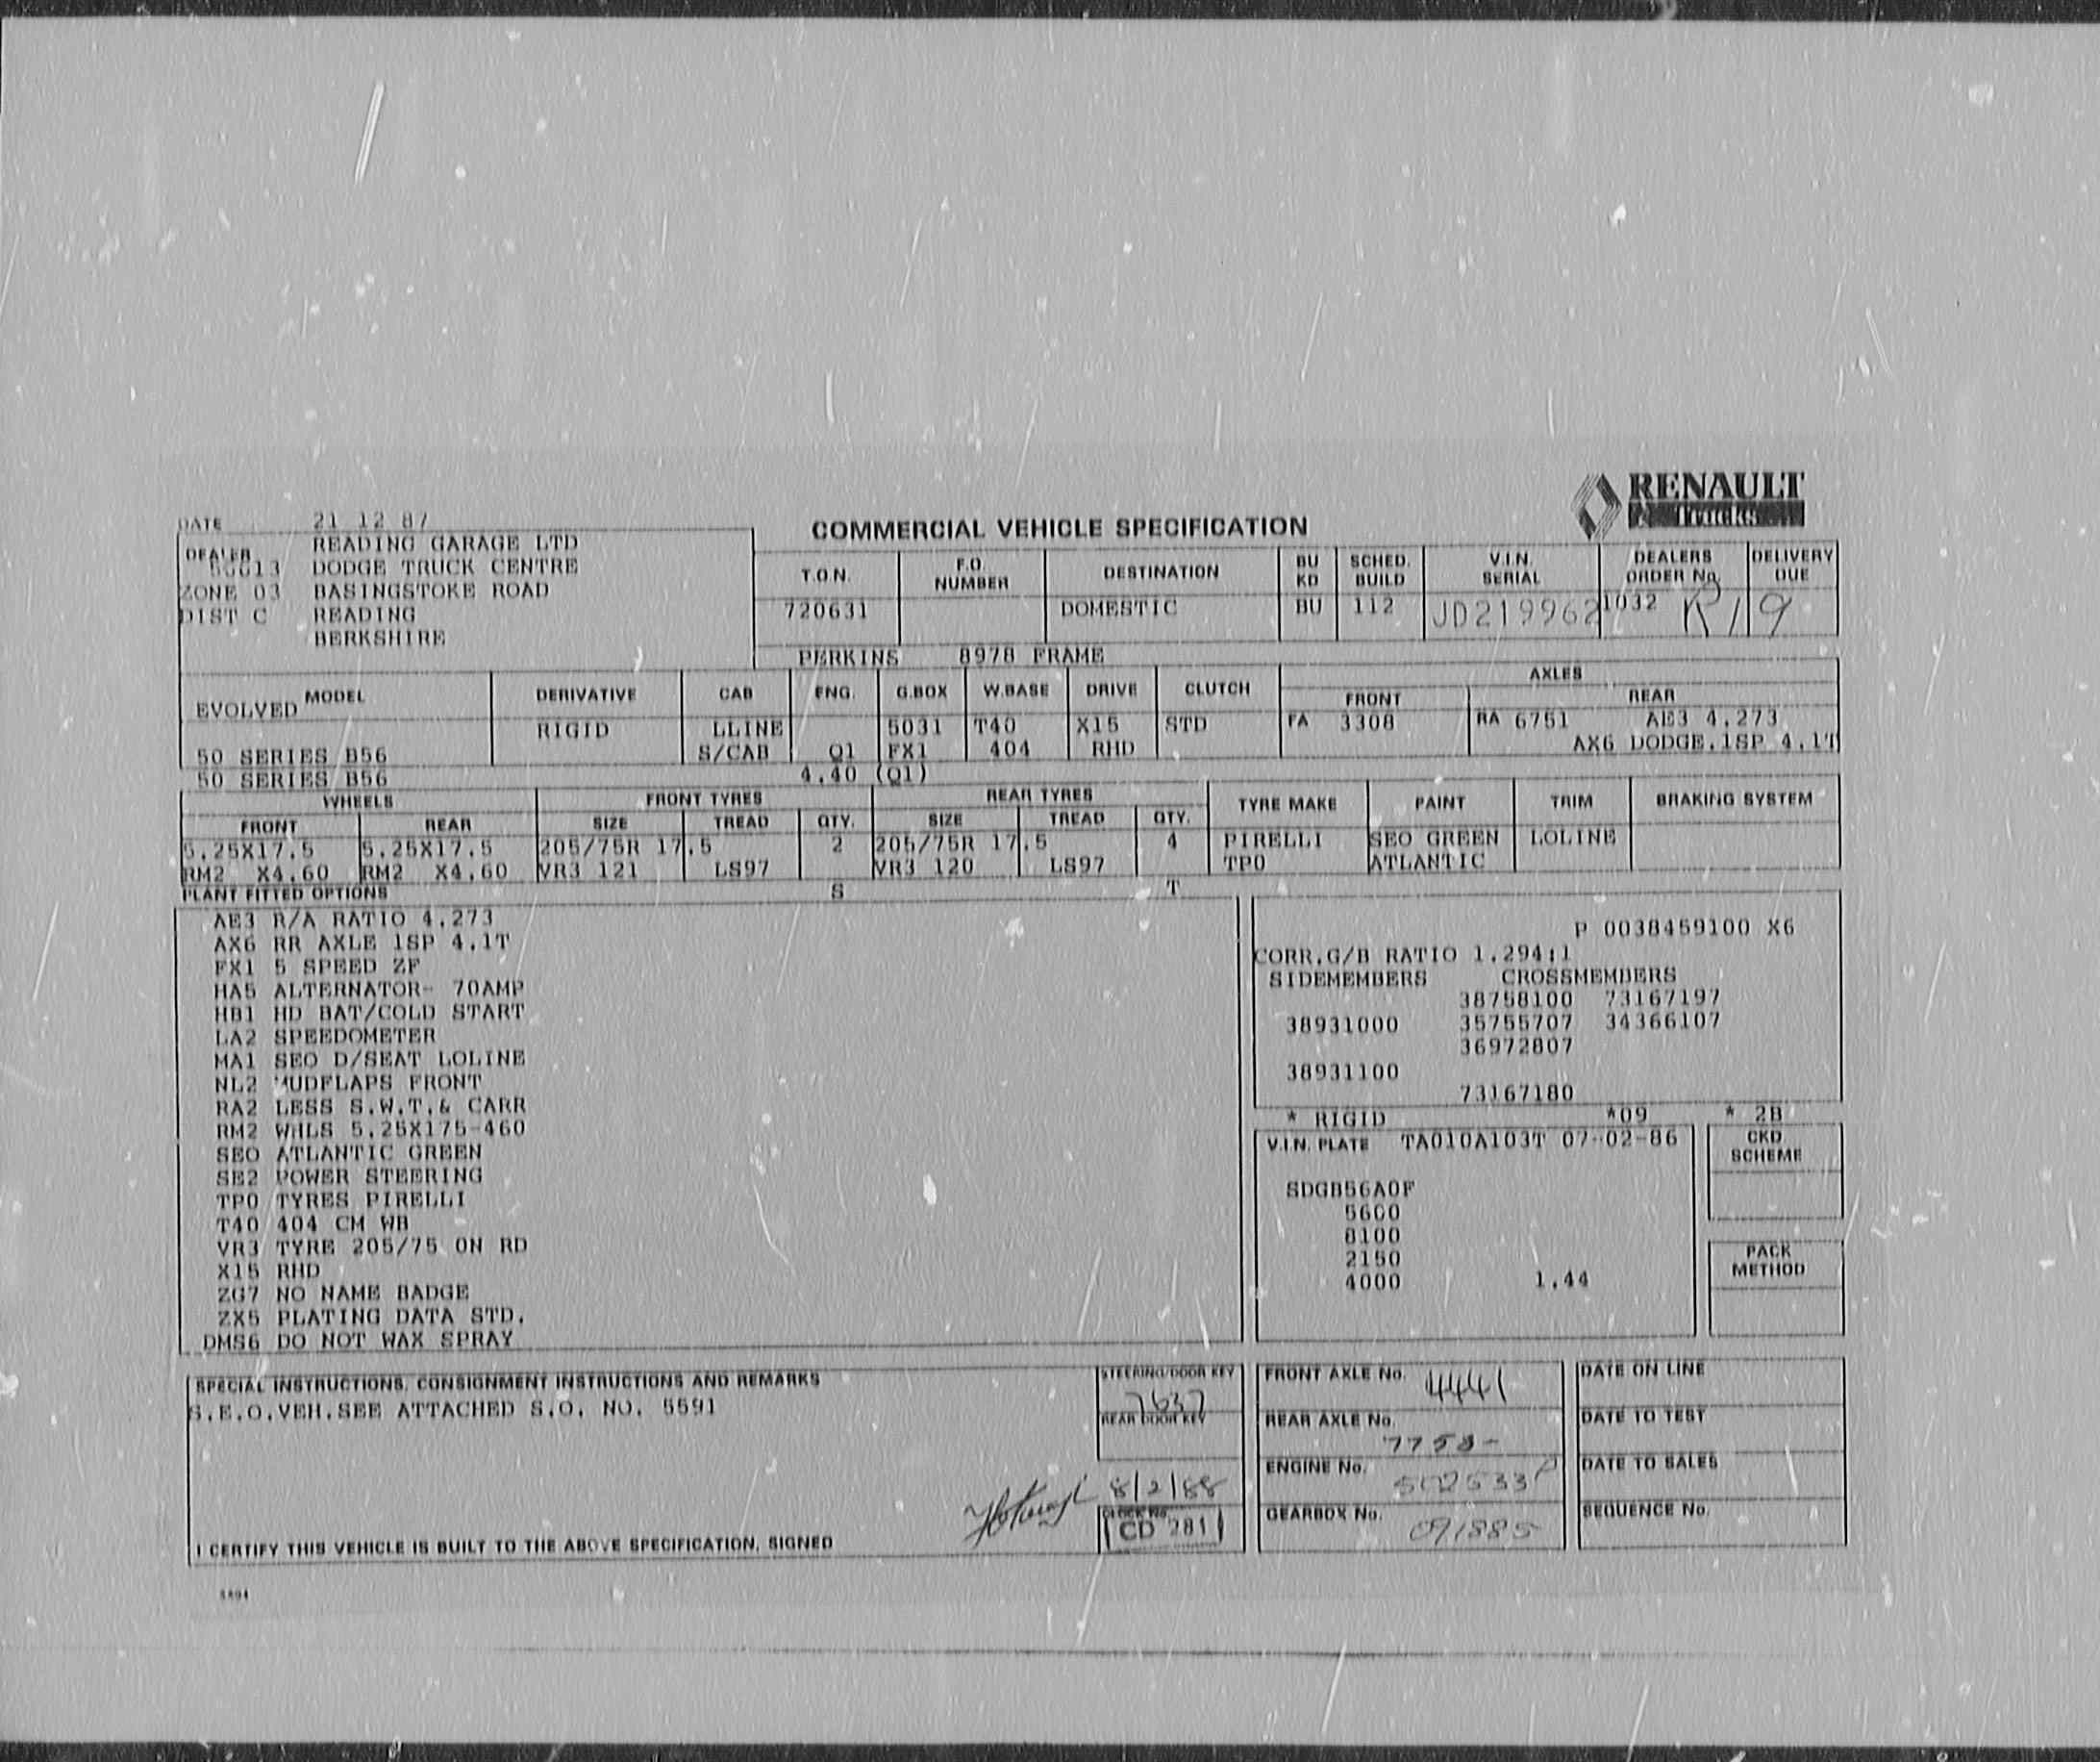 RENAULT
Trucks
DATE 21 12 87
COMMERCIAL VEHICLE SPECIFICATION
DEALER READING GARAGE LTD
DODGE TRUCK CENTRE
ZONE 03 BASINGSTOKE ROAD
DIST C READING
BERKSHIRE
T.O.N. F.O. NUMBER DESTINATION BU KD SCHED. BUILD V.I.N. SERIAL DEALERS ORDER No. DELIVERY DUE
720631 DOMESTIC BU 112 JD219962 1032 R19
PERKINS 8978 FRAME
MODEL DERIVATIVE CAB ENG. G.BOX W.BASE DRIVE CLUTCH AXLES
FRONT REAR
EVOLVED
RIGID LLINE 5031 T40 X15 STD FA 3308 RA 6751 AE3 4.273
50 SERIES B56 S/CAB Q1 FX1 404 RHD AX6 DODGE.1SP 4.1T
50 SERIES B56 4.40 (Q1)
WHEELS FRONT TYRES REAR TYRES TYRE MAKE PAINT TRIM BRAKING SYSTEM
FRONT REAR SIZE TREAD QTY. SIZE TREAD QTY.
5.25X17.5 5.25X17.5 205/75R 17.5 2 205/75R 17.5 4 PIRELLI SEO GREEN LOLINE
RM2 X4.60 RM2 X4.60 VR3 121 LS97 VR3 120 LS97 TPO ATLANTIC
PLANT FITTED OPTIONS S T
AE3 R/A RATIO 4.273
AX6 RR AXLE 1SP 4.1T
FX1 5 SPEED ZF
HA5 ALTERNATOR- 70AMP
HB1 HD BAT/COLD START
LA2 SPEEDOMETER
MA1 SEO D/SEAT LOLINE
NL2 MUDFLAPS FRONT
RA2 LESS S.W.T.& CARR
RM2 WHLS 5.25X175-460
SEO ATLANTIC GREEN
SE2 POWER STEERING
TPO TYRES PIRELLI
T40 404 CM WB
VR3 TYRE 205/75 ON RD
X15 RHD
ZG7 NO NAME BADGE
ZX5 PLATING DATA STD.
DMS6 DO NOT WAX SPRAY
P 0038459100 X6
CORR.G/B RATIO 1.294:1
SIDEMEMBERS CROSSMEMBERS
38758100 73167197
38931000 35755707 34366107
36972807
38931100
73167180
* RIGID *09 * 2B
V.I.N. PLATE TA010A103T 07-02-86
SDGB56A0F
5600
8100
2150
4000 1.44
CKD SCHEME
PACK METHOD
SPECIAL INSTRUCTIONS, CONSIGNMENT INSTRUCTIONS AND REMARKS
S.E.O.VEH.SEE ATTACHED S.O. NO. 5591
STEERING/DOOR KEY
7637
REAR DOOR KEY
8/2/88
CLOCK No.
CD 281
I CERTIFY THIS VEHICLE IS BUILT TO THE ABOVE SPECIFICATION, SIGNED
FRONT AXLE No. 4441
REAR AXLE No.
ENGINE No. 502533P
GEARBOX No. 091885
DATE ON LINE
DATE TO TEST
DATE TO SALES
SEQUENCE No.